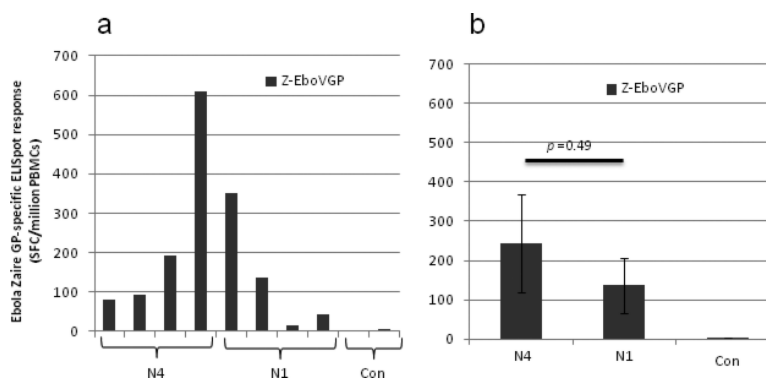 a
Ebola Zaire GP-specific ELISpot response
(SFC/million PBMCs)
700
600
500
400
300
200
100
0
Z-EboVGP
N4
N1
Con
b
700
600
500
400
300
200
100
0
Z-EboVGP
p=0.49
N4
N1
Con